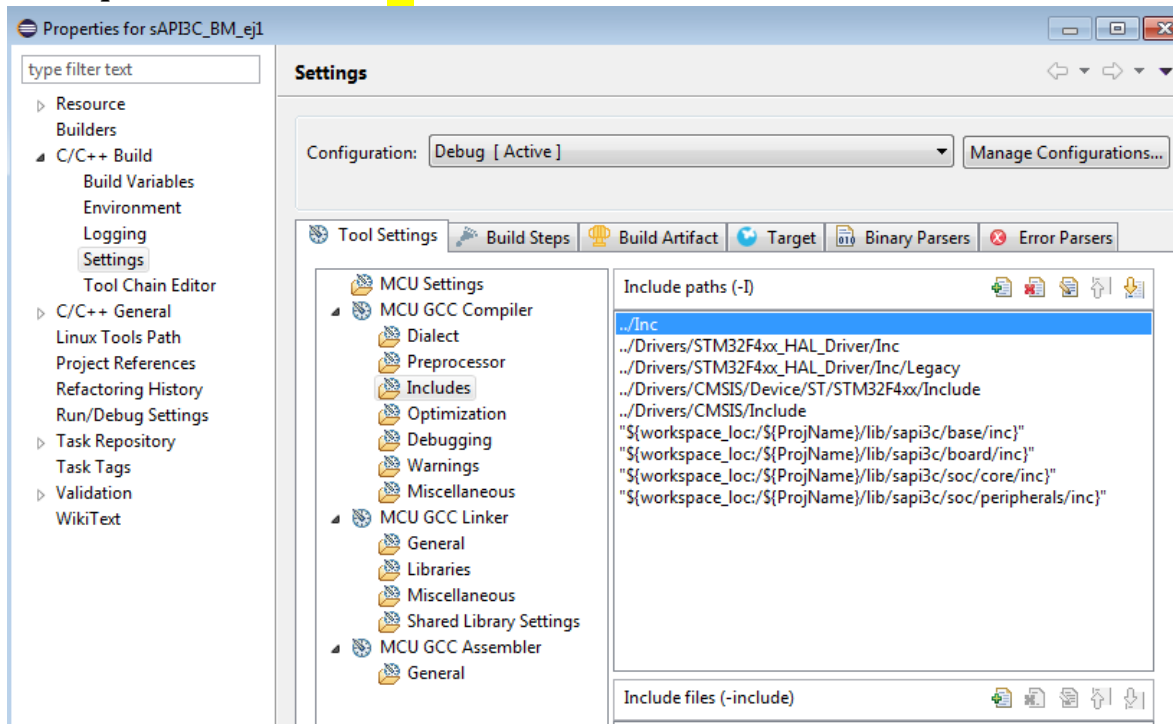 Properties for sAPI3C_BM_ej1
type filter text
Resource
Builders
C/C++ Build
Build Variables
Environment
Logging
Settings
Tool Chain Editor
C/C++ General
Linux Tools Path
Project References
Refactoring History
Run/Debug Settings
Task Repository
Task Tags
Validation
WikiText
Settings
Configuration: Debug [ Active ] Manage Configurations...
Tool Settings Build Steps Build Artifact Target Binary Parsers Error Parsers
MCU Settings
MCU GCC Compiler
Dialect
Preprocessor
Includes
Optimization
Debugging
Warnings
Miscellaneous
MCU GCC Linker
General
Libraries
Miscellaneous
Shared Library Settings
MCU GCC Assembler
General
Include paths (-I)
../Inc
../Drivers/STM32F4xx_HAL_Driver/Inc
../Drivers/STM32F4xx_HAL_Driver/Inc/Legacy
../Drivers/CMSIS/Device/ST/STM32F4xx/Include
../Drivers/CMSIS/Include
"${workspace_loc:/${ProjName}/lib/sapi3c/base/inc}"
"${workspace_loc:/${ProjName}/lib/sapi3c/board/inc}"
"${workspace_loc:/${ProjName}/lib/sapi3c/soc/core/inc}"
"${workspace_loc:/${ProjName}/lib/sapi3c/soc/peripherals/inc}"
Include files (-include)